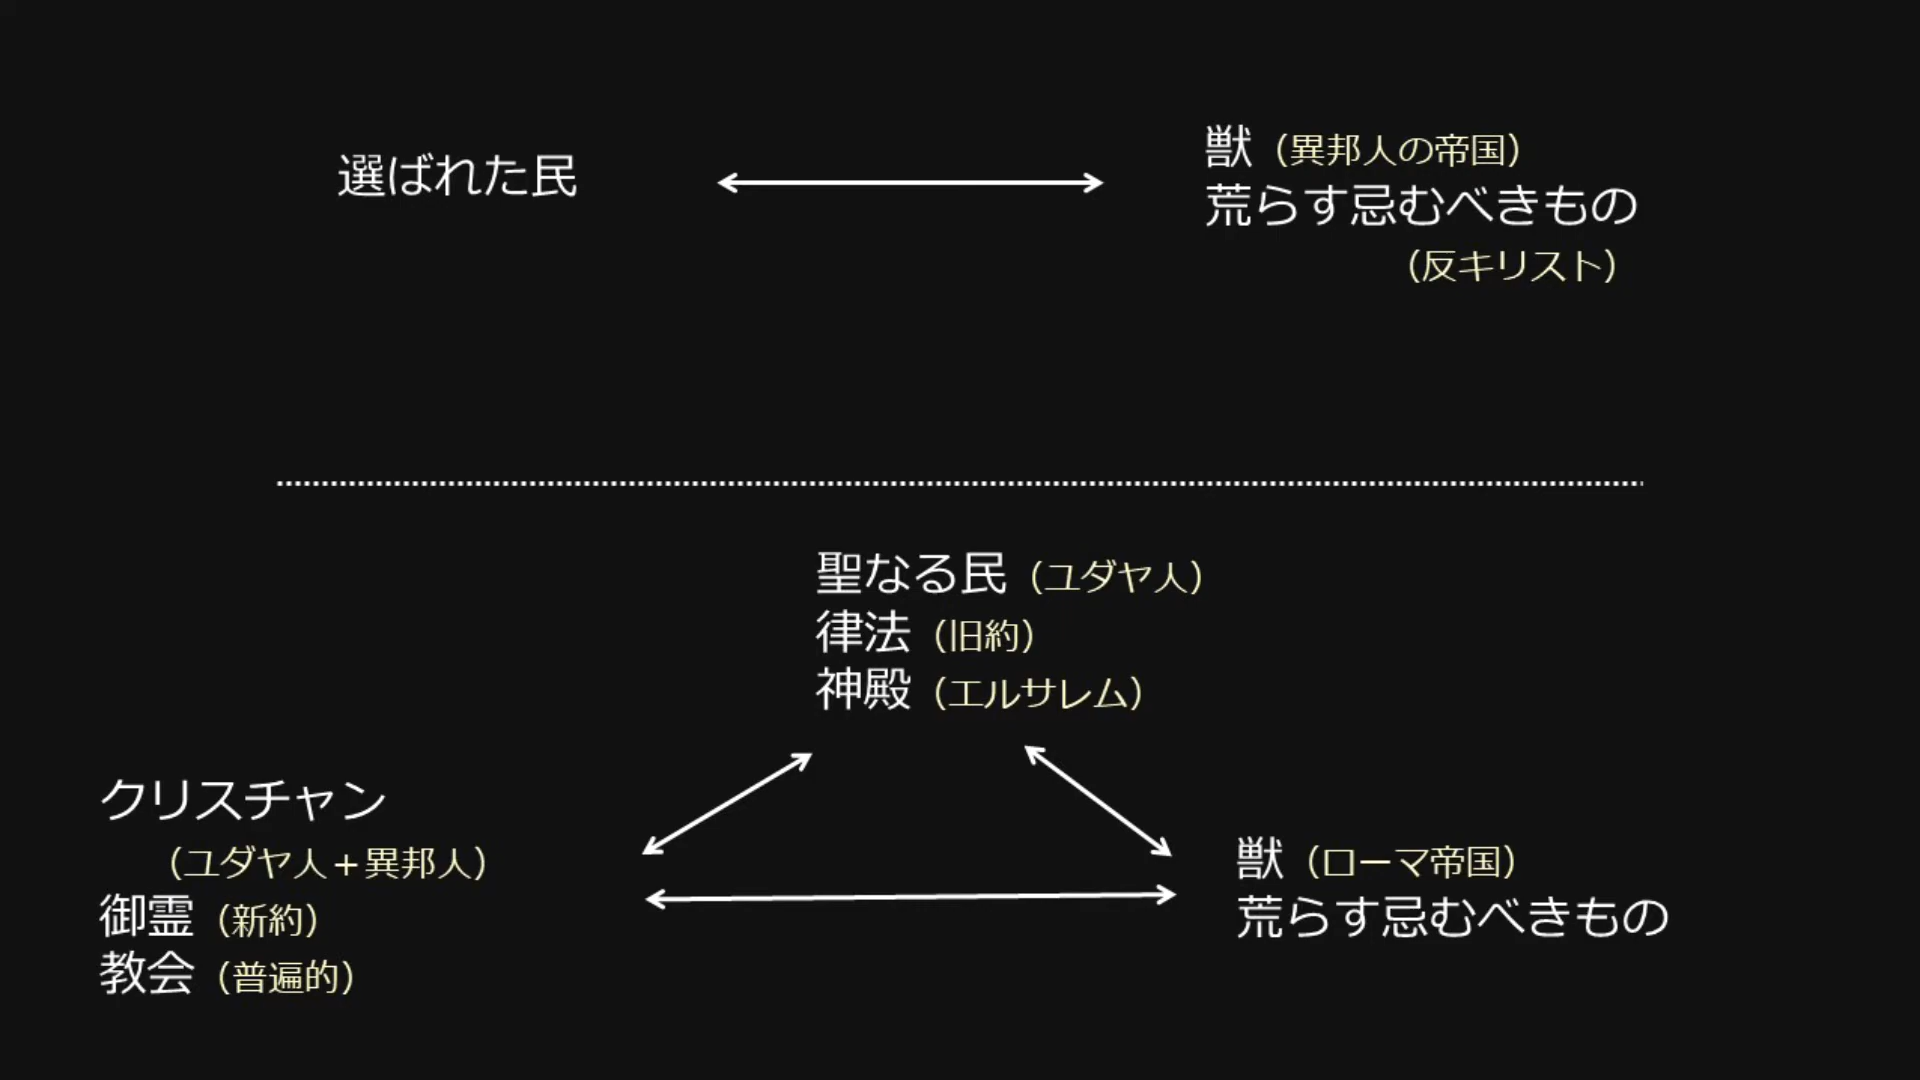 選ばれた民
獣（異邦人の帝国）
荒らす忌むべきもの
（反キリスト）
聖なる民（ユダヤ人）
律法（旧約）
神殿（エルサレム）
クリスチャン
（ユダヤ人＋異邦人）
御霊（新約）
教会（普遍的）
獣（ローマ帝国）
荒らす忌むべきもの